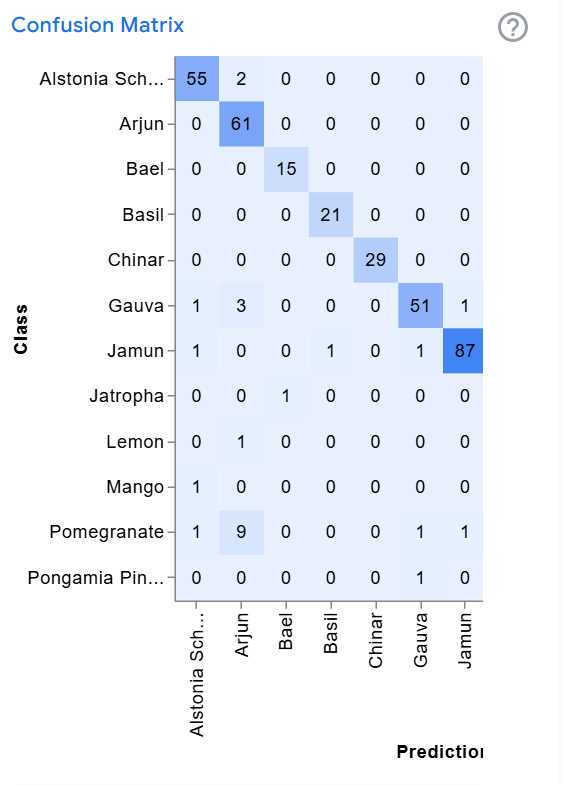 Confusion Matrix
?
Alstonia Sch... 55 2 0 0 0 0 0
Arjun 0 61 0 0 0 0 0
Bael 0 0 15 0 0 0 0
Basil 0 0 0 21 0 0 0
Chinar 0 0 0 0 29 0 0
Gauva 1 3 0 0 0 51 1
Jamun 1 0 0 1 0 1 87
Jatropha 0 0 1 0 0 0 0
Lemon 0 1 0 0 0 0 0
Mango 1 0 0 0 0 0 0
Pomegranate 1 9 0 0 0 1 1
Pongamia Pin... 0 0 0 0 0 1 0
Class
Alstonia Sch... Arjun Bael Basil Chinar Gauva Jamun
Prediction